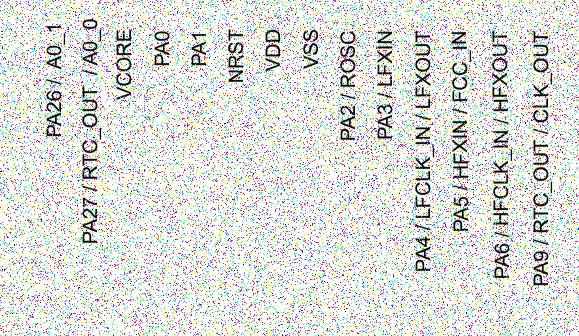 PA26 / A0_1
PA27 / RTC_OUT / A0_0
VCORE
PA0
PA1
NRST
VDD
VSS
PA2 / ROSC
PA3 / LFXIN
PA4 / LFCLK_IN / LFXOUT
PA5 / HFXIN / FCC_IN
PA6 / HFCLK_IN / HFXOUT
PA9 / RTC_OUT / CLK_OUT